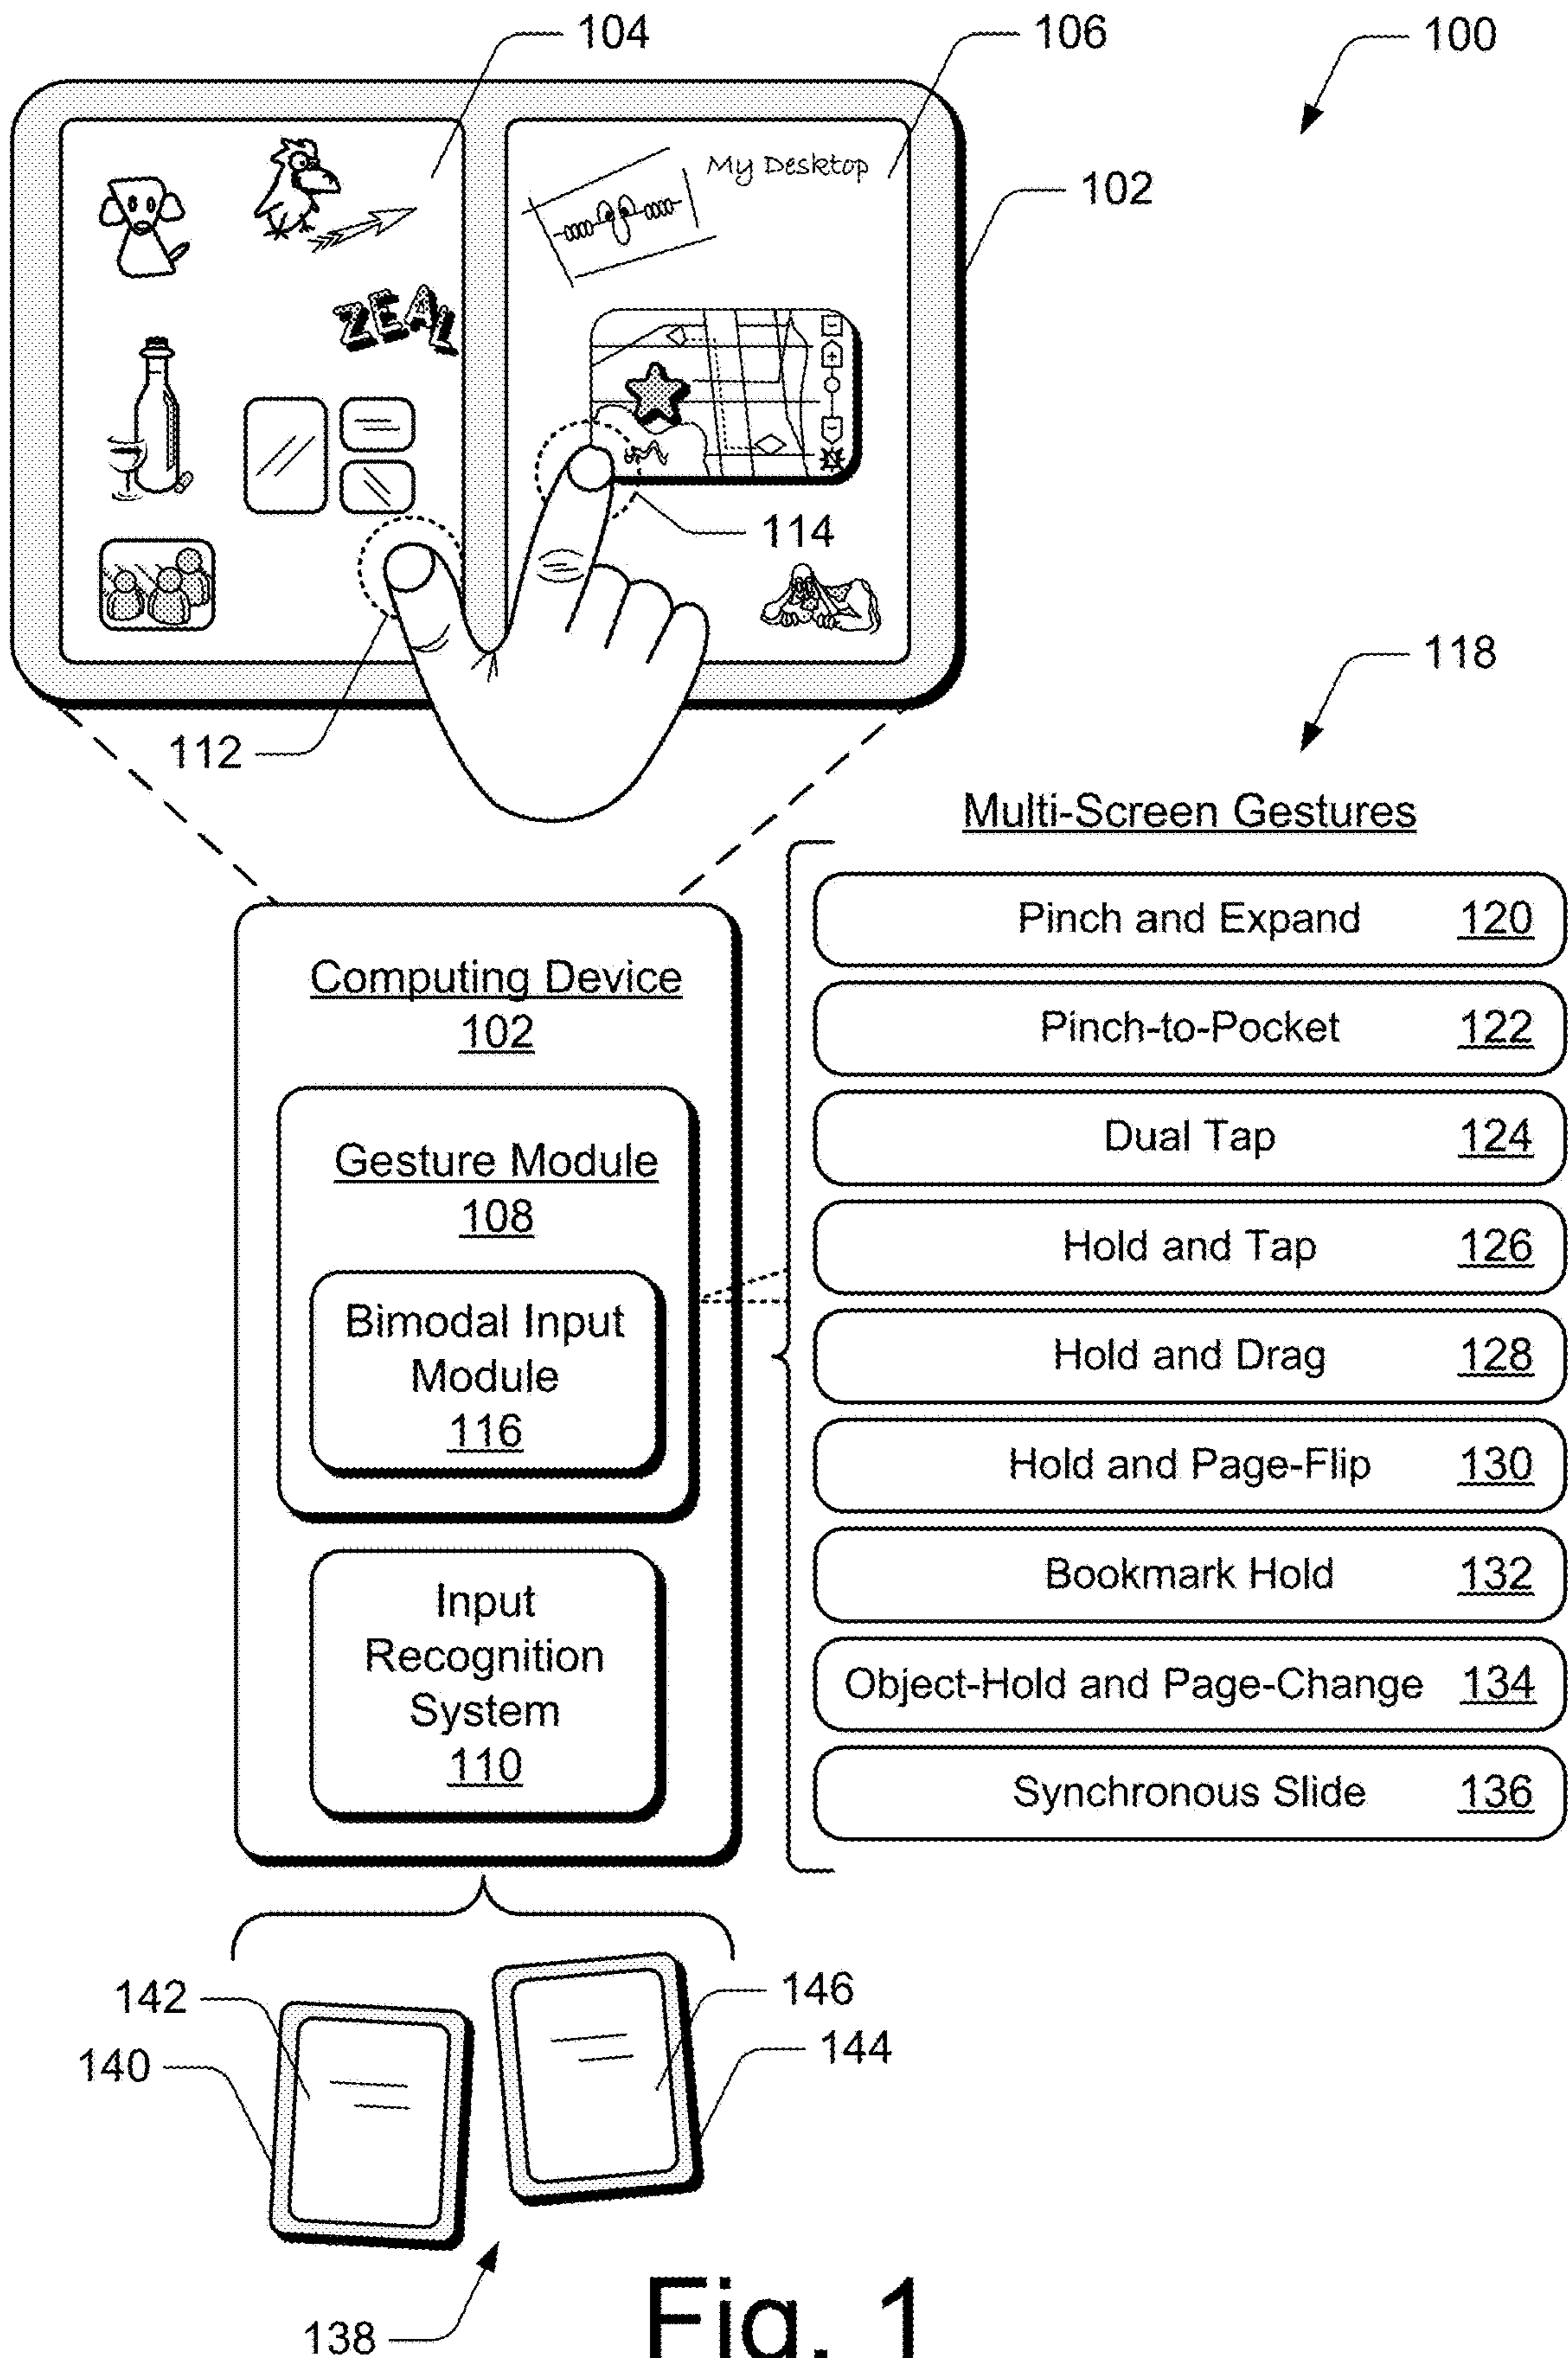 104
106
100
My Desktop
102
ZEAL
114
112
118
Multi-Screen Gestures
Pinch and Expand 120
Pinch-to-Pocket 122
Dual Tap 124
Hold and Tap 126
Hold and Drag 128
Hold and Page-Flip 130
Bookmark Hold 132
Object-Hold and Page-Change 134
Synchronous Slide 136
Computing Device
102
Gesture Module
108
Bimodal Input
Module
116
Input
Recognition
System
110
142
146
140
144
138
Fig. 1